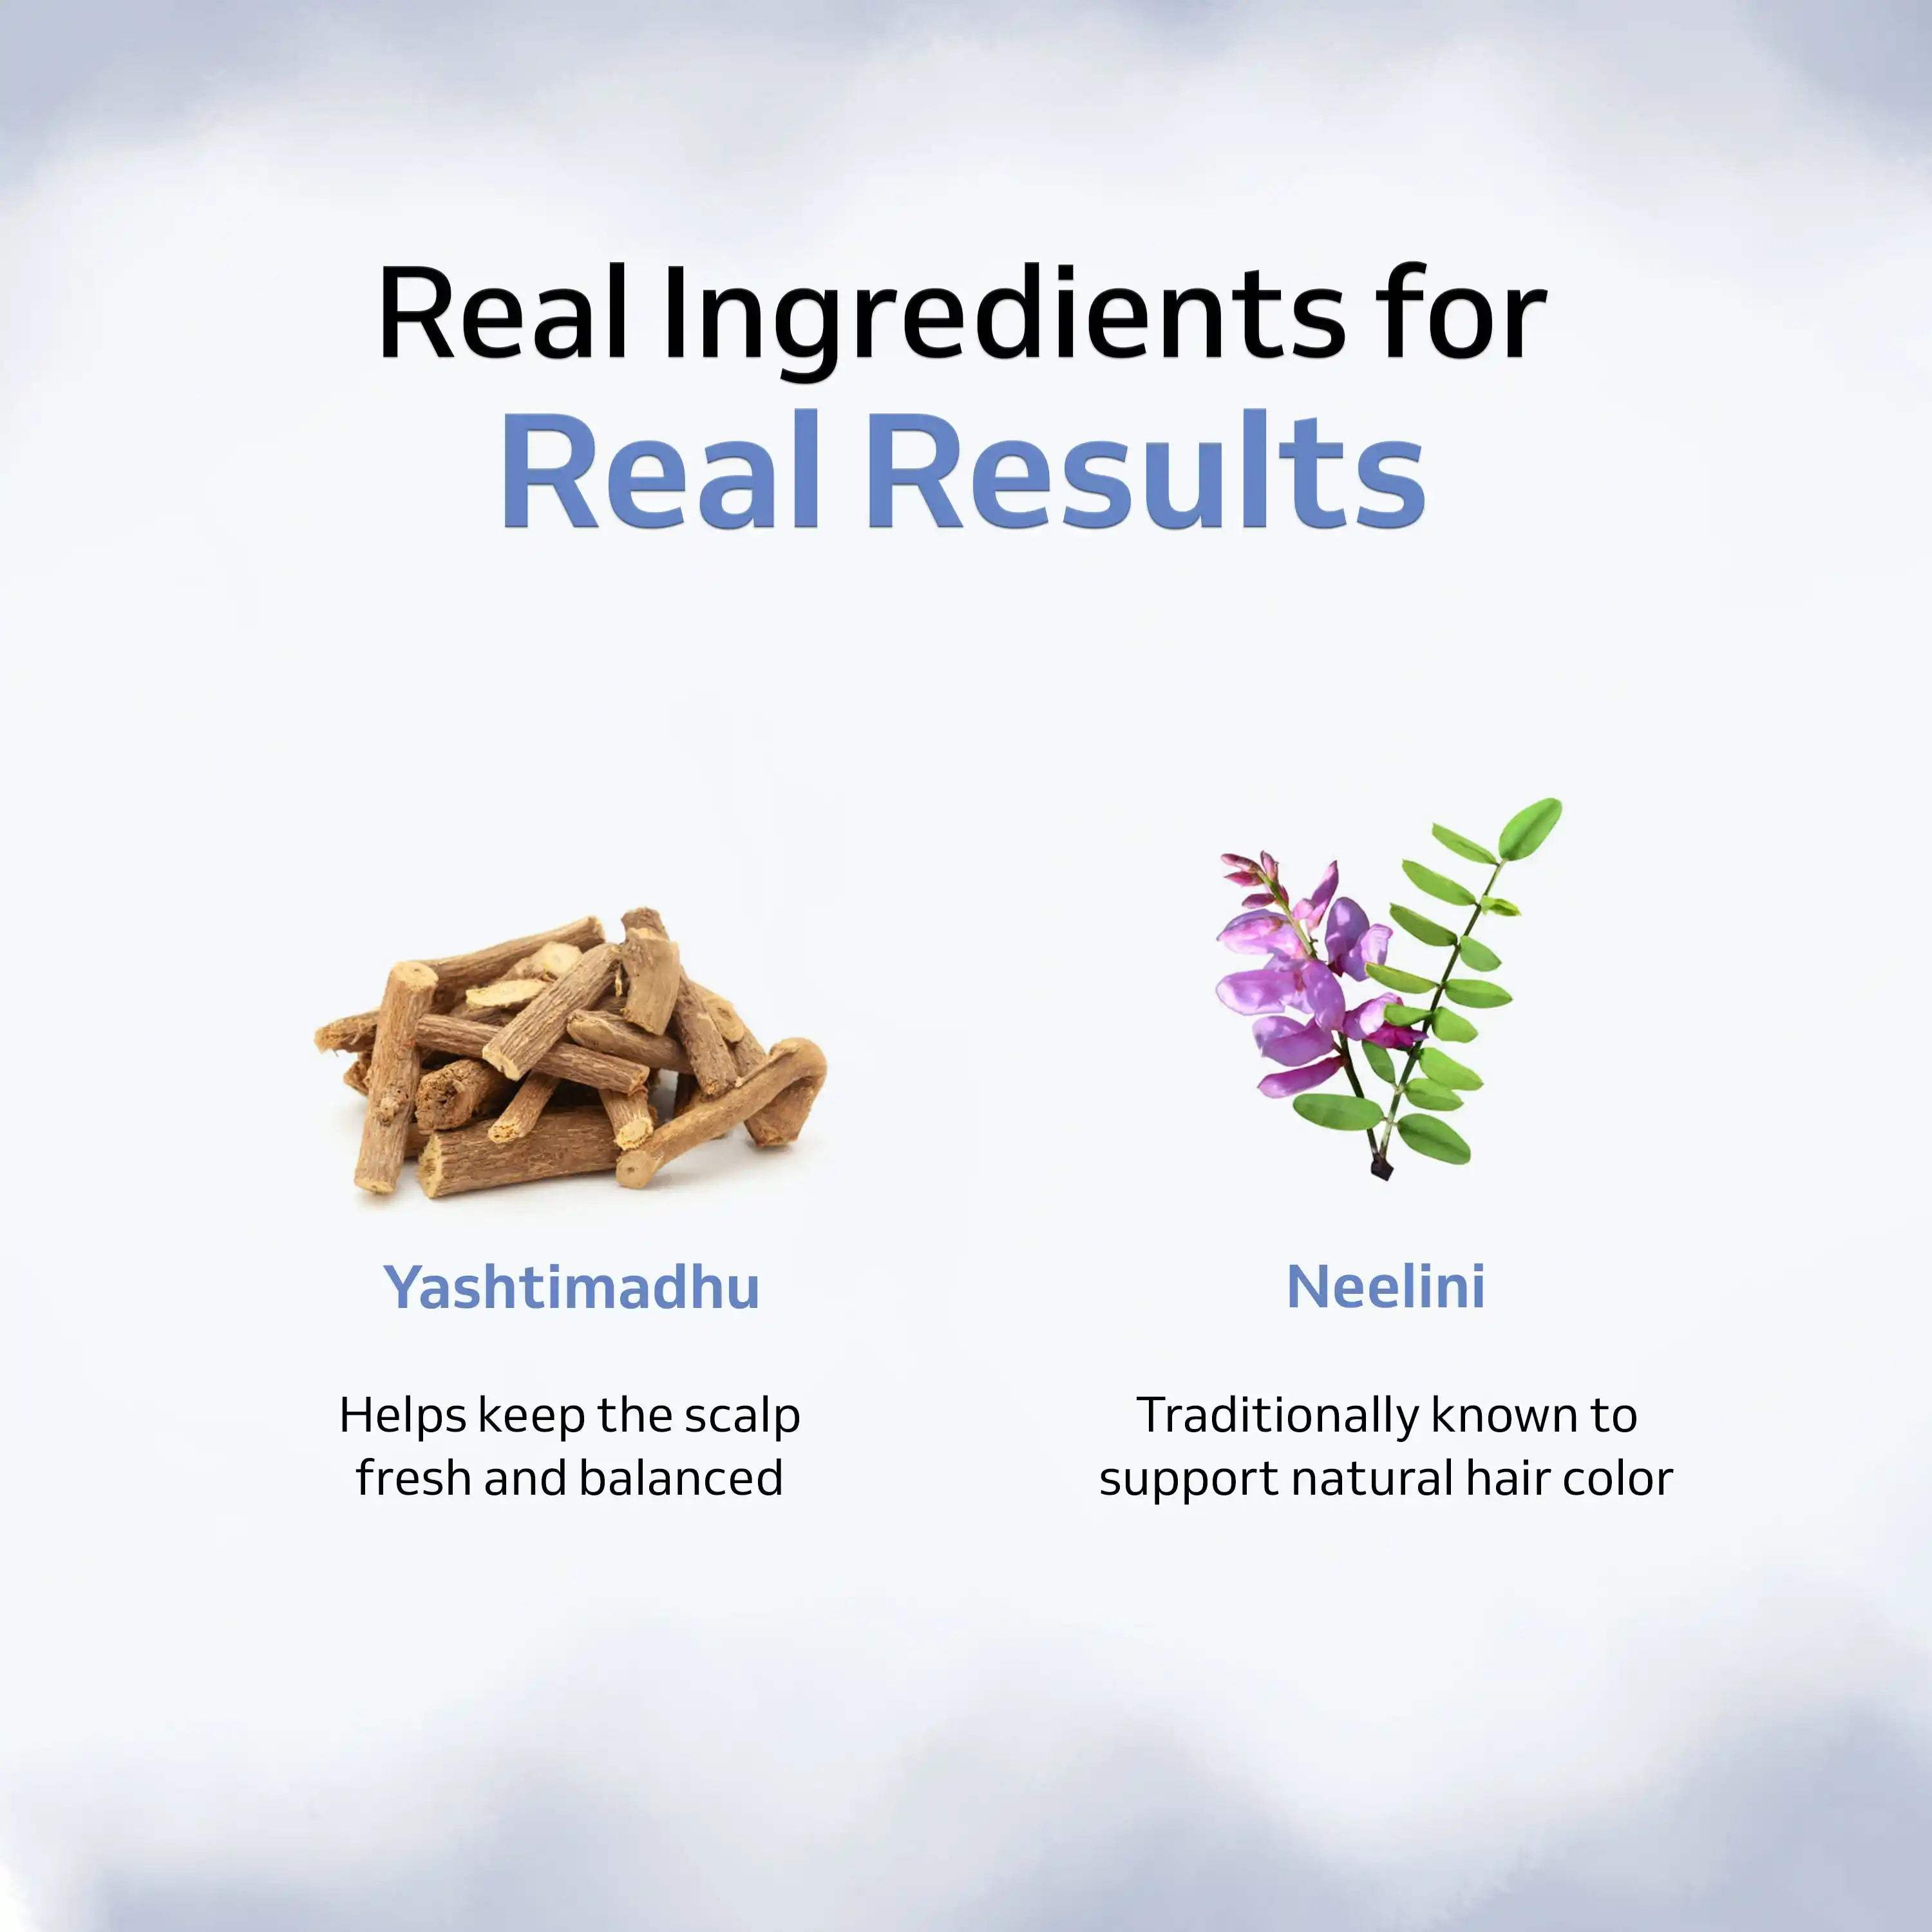 Real Ingredients for
Real Results
Yashtimadhu
Helps keep the scalp
fresh and balanced
Neelini
Traditionally known to
support natural hair color